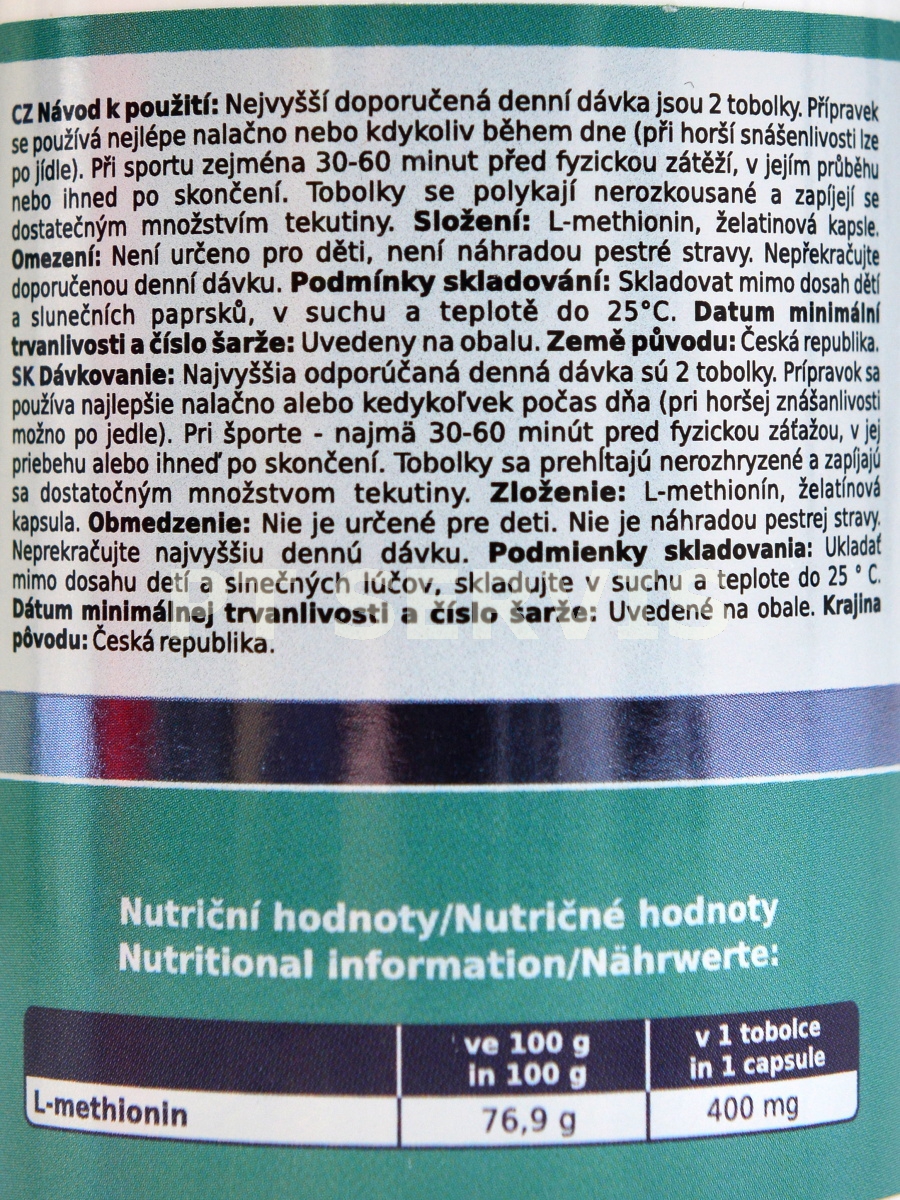 CZ Návod k použití: Nejvyšší doporučená denní dávka jsou 2 tobolky. Přípravek
se používá nejlépe nalačno nebo kdykoliv během dne (při horší snášenlivosti lze
po jídle). Při sportu zejména 30-60 minut před fyzickou zátěží, v jejím průběhu
nebo ihned po skončení. Tobolky se polykají nerozkousané a zapíjejí se
dostatečným množstvím tekutiny. Složení: L-methionin, želatinová kapsle.
Omezení: Není určeno pro děti, není náhradou pestré stravy. Nepřekračujte
doporučenou denní dávku. Podmínky skladování: Skladovat mimo dosah dětí
a slunečních paprsků, v suchu a teplotě do 25°C. Datum minimální
trvanlivosti a číslo šarže: Uvedeny na obalu. Země původu: Česká republika.
SK Dávkovanie: Najvyššia odporúčaná denná dávka sú 2 tobolky. Prípravok sa
používa najlepšie nalačno alebo kedykoľvek počas dňa (pri horšej znášanlivosti
možno po jedle). Pri športe - najmä 30-60 minút pred fyzickou záťažou, v jej
priebehu alebo ihneď po skončení. Tobolky sa prehĺtajú nerozhryzené a zapíjajú
sa dostatočným množstvom tekutiny. Zloženie: L-methionín, želatínová
kapsula. Obmedzenie: Nie je určené pre deti. Nie je náhradou pestrej stravy.
Neprekračujte najvyššiu dennú dávku. Podmienky skladovania: Ukladať
mimo dosahu detí a slnečných lúčov, skladujte v suchu a teplote do 25 ° C.
Dátum minimálnej trvanlivosti a číslo šarže: Uvedené na obale. Krajina
pôvodu: Česká republika.
SERVIS
Nutriční hodnoty/Nutričné hodnoty
Nutritional information/Nährwerte:
ve 100 g
in 100 g
v 1 tobolce
in 1 capsule
L-methionin
76,9 g
400 mg